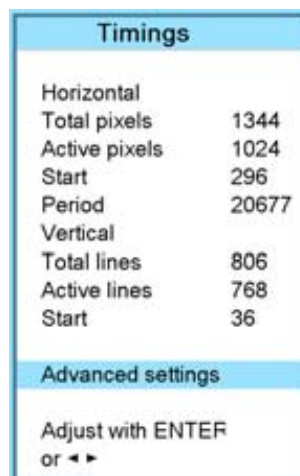 Timings
Horizontal
Total pixels 1344
Active pixels 1024
Start 296
Period 20677
Vertical
Total lines 806
Active lines 768
Start 36
Advanced settings
Adjust with ENTER
or ◄ ►